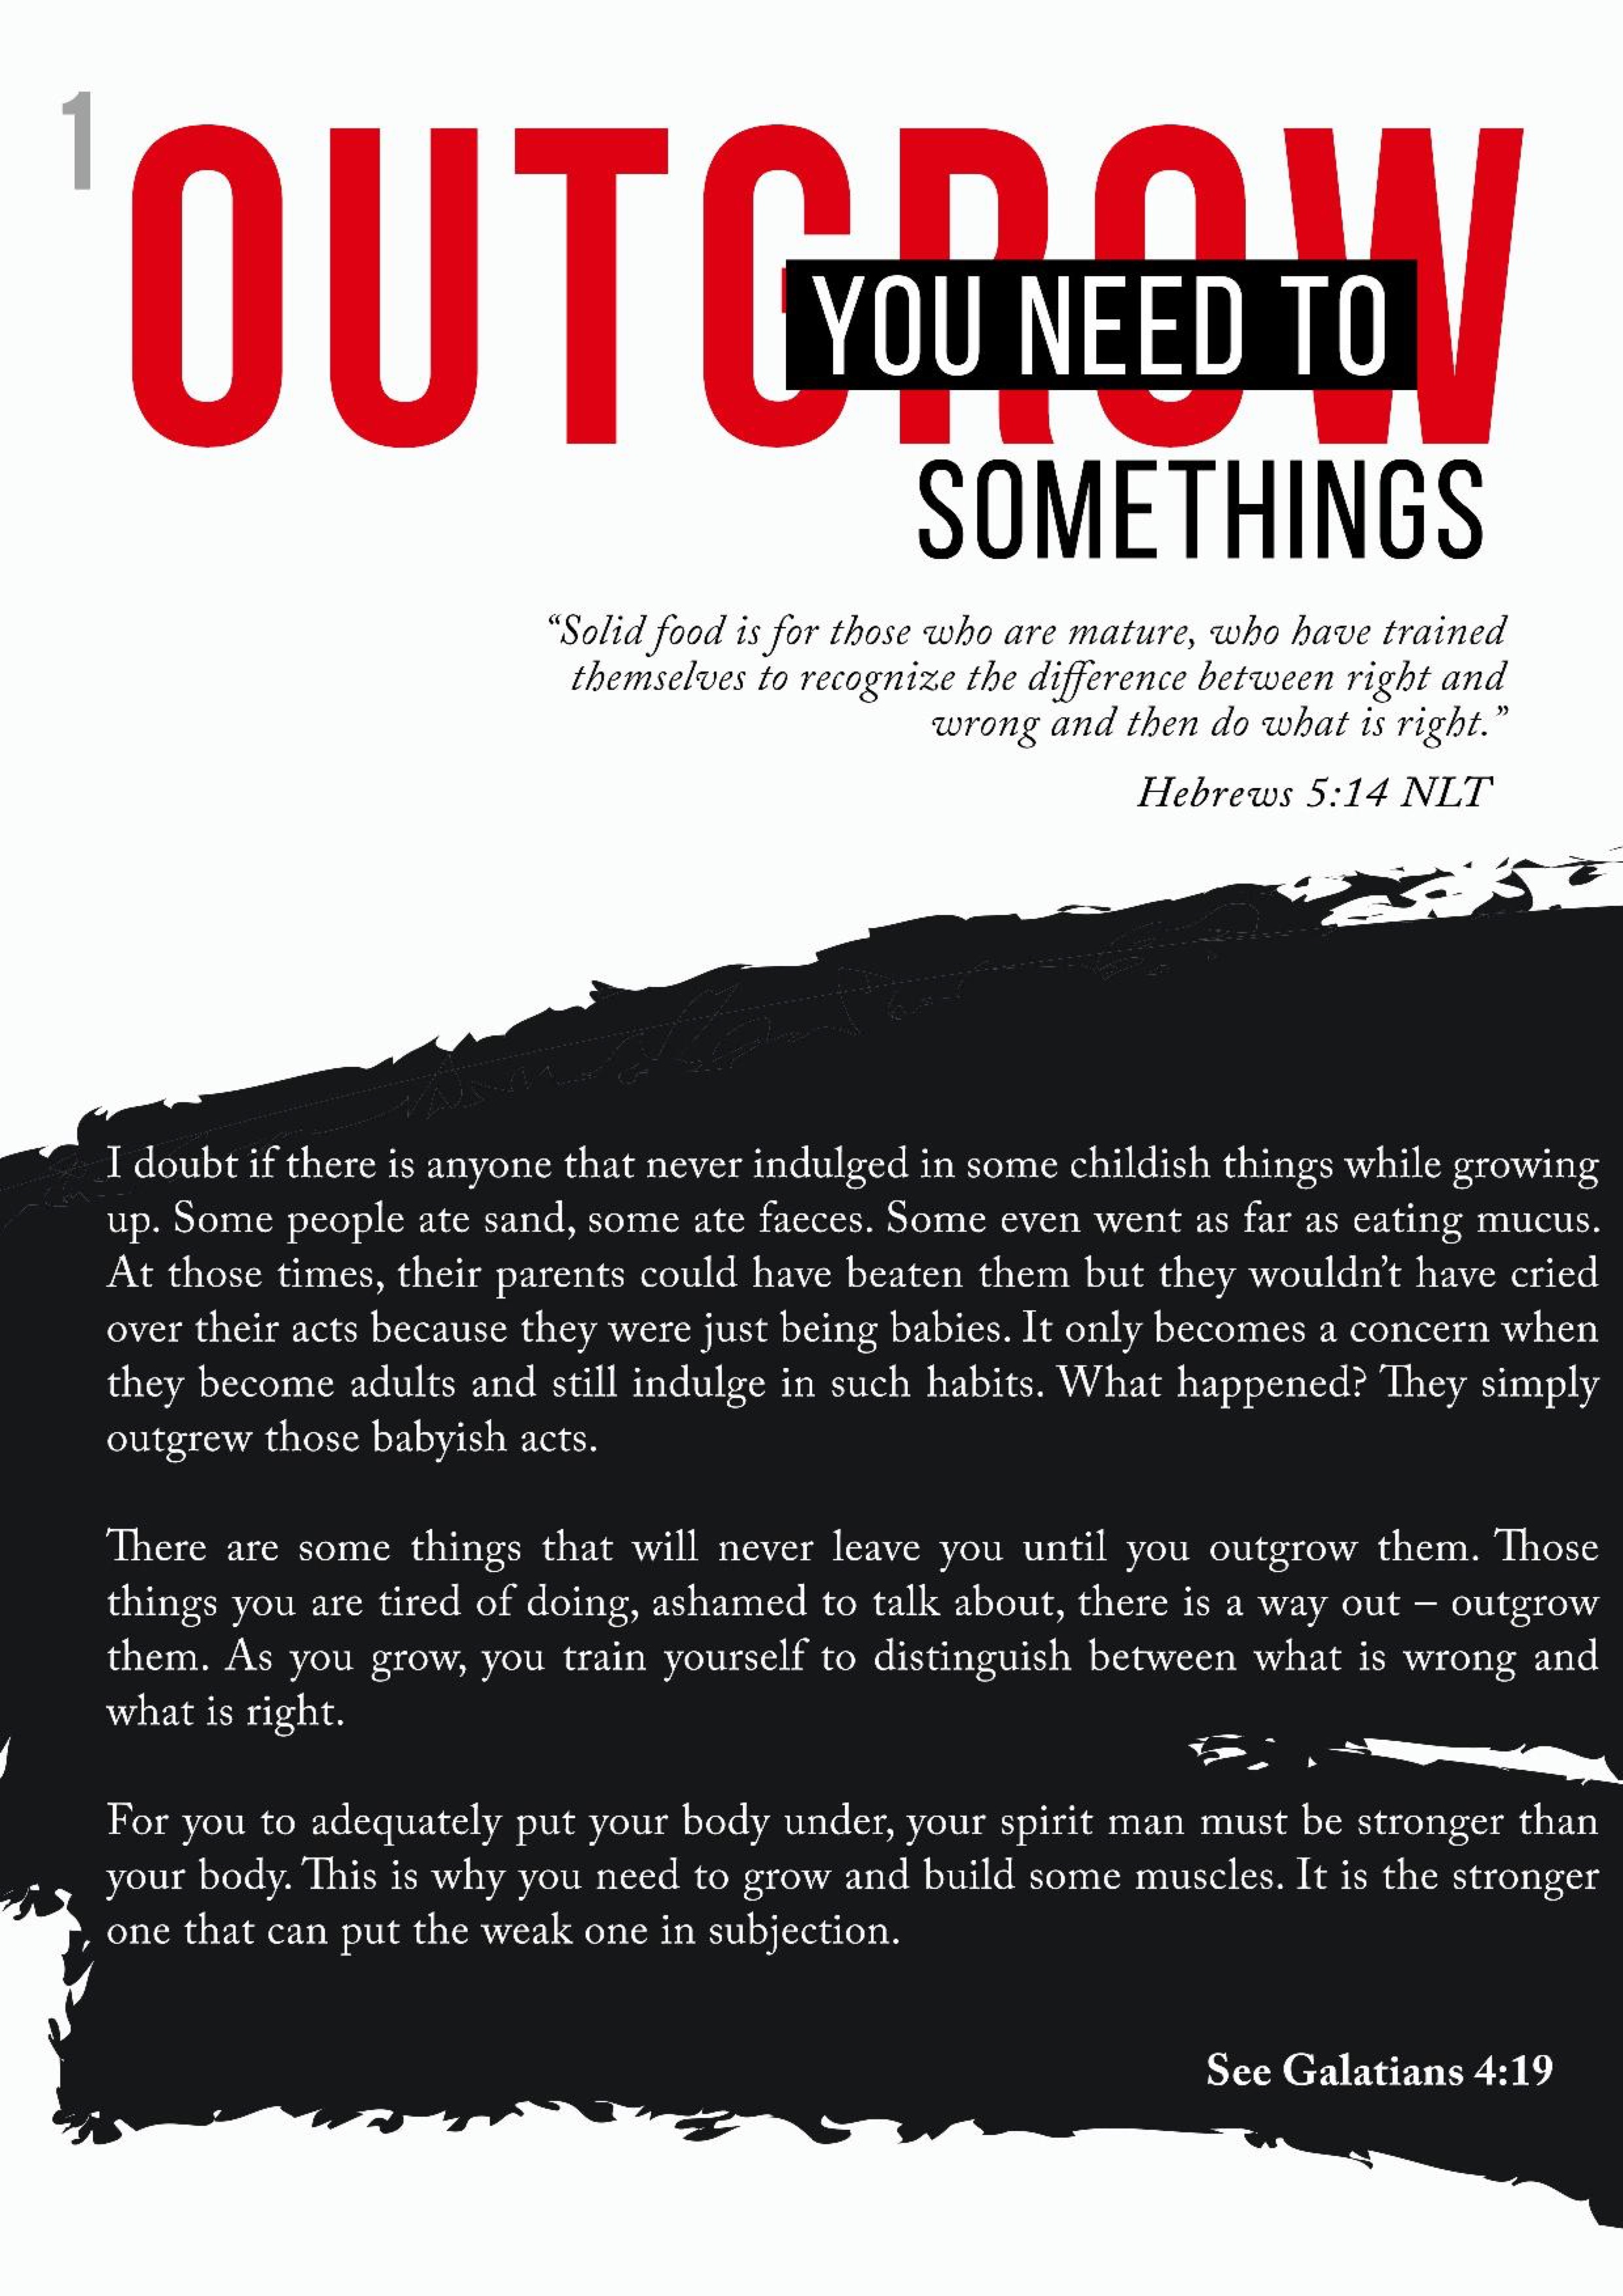 1
OUTGROW
YOU NEED TO
SOMETHINGS
“Solid food is for those who are mature, who have trained
themselves to recognize the difference between right and
wrong and then do what is right.”
Hebrews 5:14 NLT
I doubt if there is anyone that never indulged in some childish things while growing
up. Some people ate sand, some ate faeces. Some even went as far as eating mucus.
At those times, their parents could have beaten them but they wouldn’t have cried
over their acts because they were just being babies. It only becomes a concern when
they become adults and still indulge in such habits. What happened? They simply
outgrew those babyish acts.
There are some things that will never leave you until you outgrow them. Those
things you are tired of doing, ashamed to talk about, there is a way out – outgrow
them. As you grow, you train yourself to distinguish between what is wrong and
what is right.
For you to adequately put your body under, your spirit man must be stronger than
your body. This is why you need to grow and build some muscles. It is the stronger
one that can put the weak one in subjection.
See Galatians 4:19